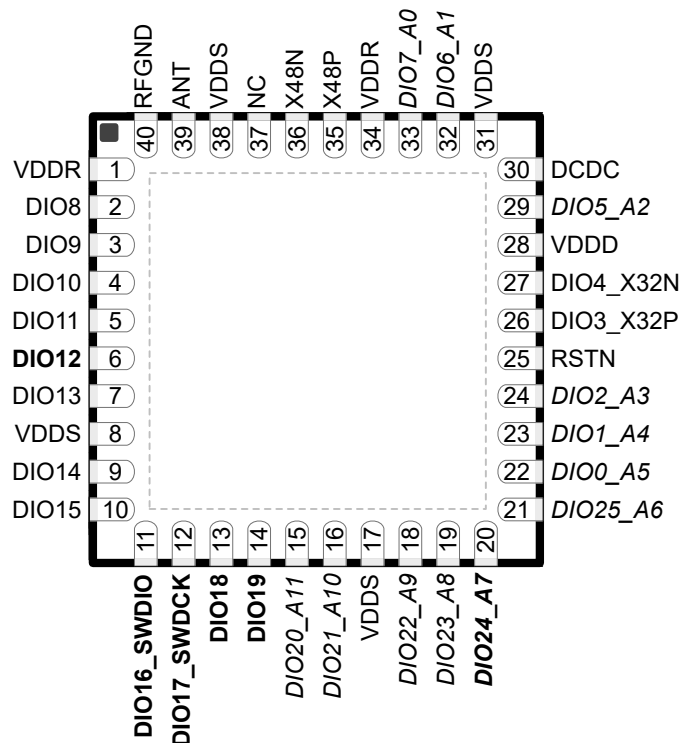 RFGND
ANT
VDDS
NC
X48N
X48P
VDDR
DIO7_A0
DIO6_A1
VDDS
40
39
38
37
36
35
34
33
32
31
VDDR 1
DIO8 2
DIO9 3
DIO10 4
DIO11 5
DIO12 6
DIO13 7
VDDS 8
DIO14 9
DIO15 10
30 DCDC
29 DIO5_A2
28 VDDD
27 DIO4_X32N
26 DIO3_X32P
25 RSTN
24 DIO2_A3
23 DIO1_A4
22 DIO0_A5
21 DIO25_A6
11
12
13
14
15
16
17
18
19
20
DIO16_SWDIO
DIO17_SWDCK
DIO18
DIO19
DIO20_A11
DIO21_A10
VDDS
DIO22_A9
DIO23_A8
DIO24_A7